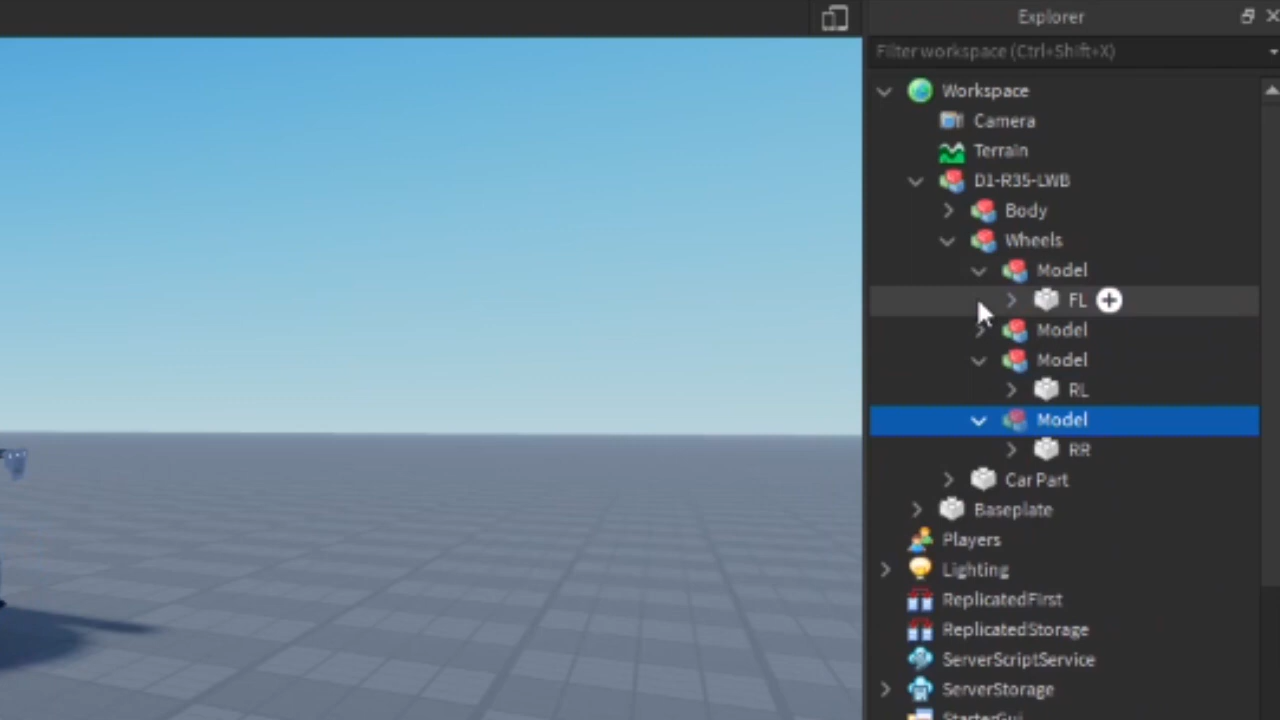 Explorer
Filter workspace (Ctrl+Shift+X)
Workspace
Camera
Terrain
D1-R35-LWB
Body
Wheels
Model
FL
Model
Model
RL
Model
RR
Car Part
Baseplate
Players
Lighting
ReplicatedFirst
ReplicatedStorage
ServerScriptService
ServerStorage
StarterGui